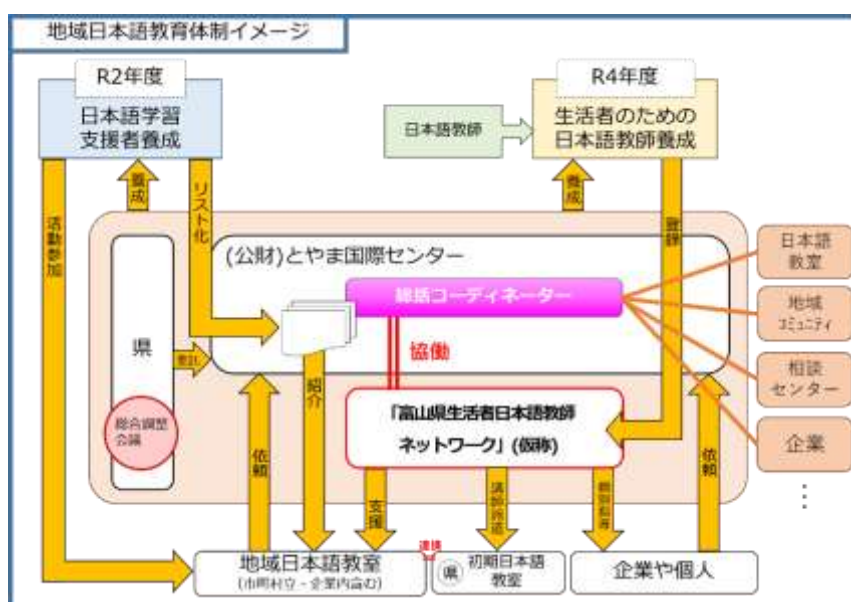 地域日本語教育体制イメージ
R2年度
日本語学習
支援者養成
R4年度
生活者のための
日本語教師養成
日本語教師
養成
リスト化
養成
登録
活動参加
(公財)とやま国際センター
総括コーディネーター
日本語
教室
地域
コミュニティ
相談
センター
企業
⋮
県
総合調整
会議
委託
協働
紹介
「富山県生活者日本語教師
ネットワーク」(仮称)
依頼
依頼
支援
講師派遣
個別指導
地域日本語教室
(市町村立・企業内含む)
連携
県
初期日本語
教室
企業や個人